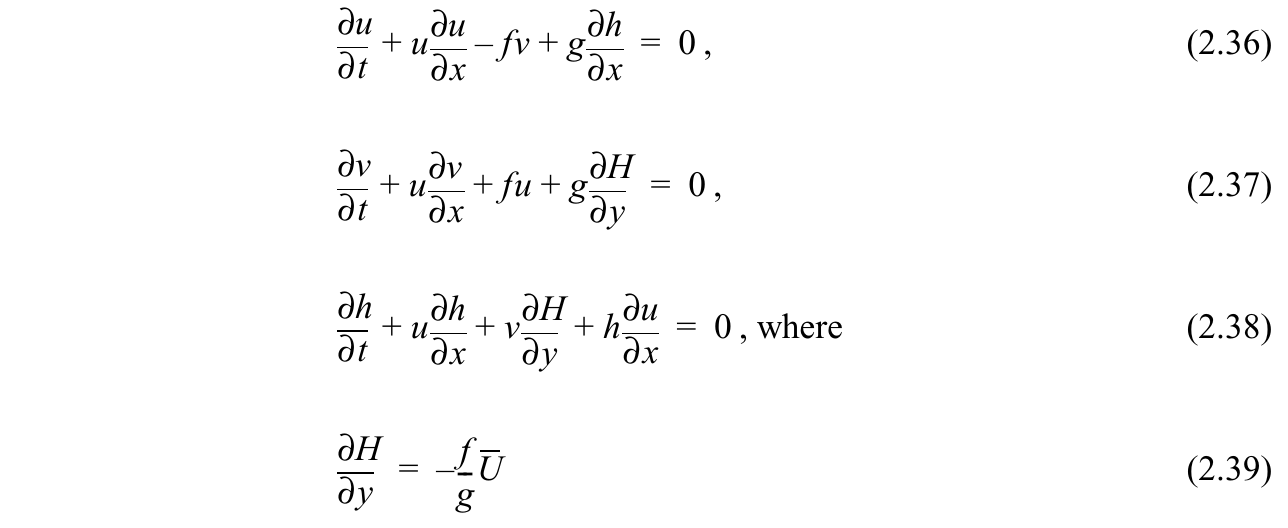 ∂u/∂t + u∂u/∂x – fv + g∂h/∂x = 0 , (2.36)
∂v/∂t + u∂v/∂x + fu + g∂H/∂y = 0 , (2.37)
∂h/∂t + u∂h/∂x + v∂H/∂y + h∂u/∂x = 0 , where (2.38)
∂H/∂y = –f/g U̅ (2.39)